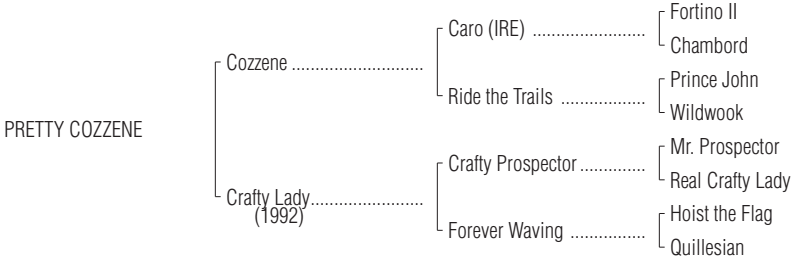 Fortino II
Caro (IRE) ........................
Chambord
Cozzene ............................
Prince John
Ride the Trails ..................
Wildwook
PRETTY COZZENE
Mr. Prospector
Crafty Prospector ..............
Real Crafty Lady
Crafty Lady........................
(1992)
Hoist the Flag
Forever Waving ................
Quillesian